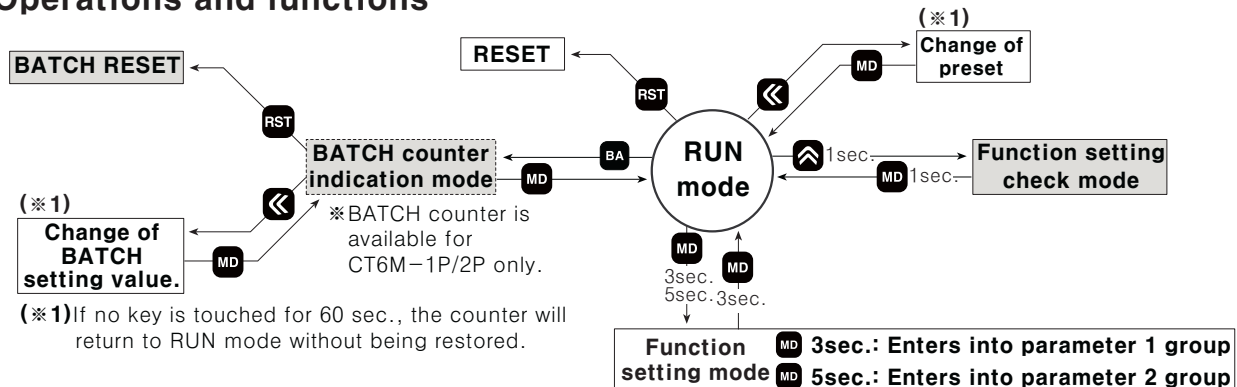 Operations and functions
(※1)
Change of
preset
RESET
BATCH RESET
MD
RST
«
RST
BATCH counter
indication mode
BA
MD
RUN
mode
1sec.
MD 1sec.
Function setting
check mode
(※1)
«
Change of
BATCH
setting value.
MD
※BATCH counter is
available for
CT6M-1P/2P only.
MD
3sec.
5sec.
MD
3sec.
(※1)If no key is touched for 60 sec., the counter will
return to RUN mode without being restored.
Function
setting mode
MD 3sec.: Enters into parameter 1 group
MD 5sec.: Enters into parameter 2 group